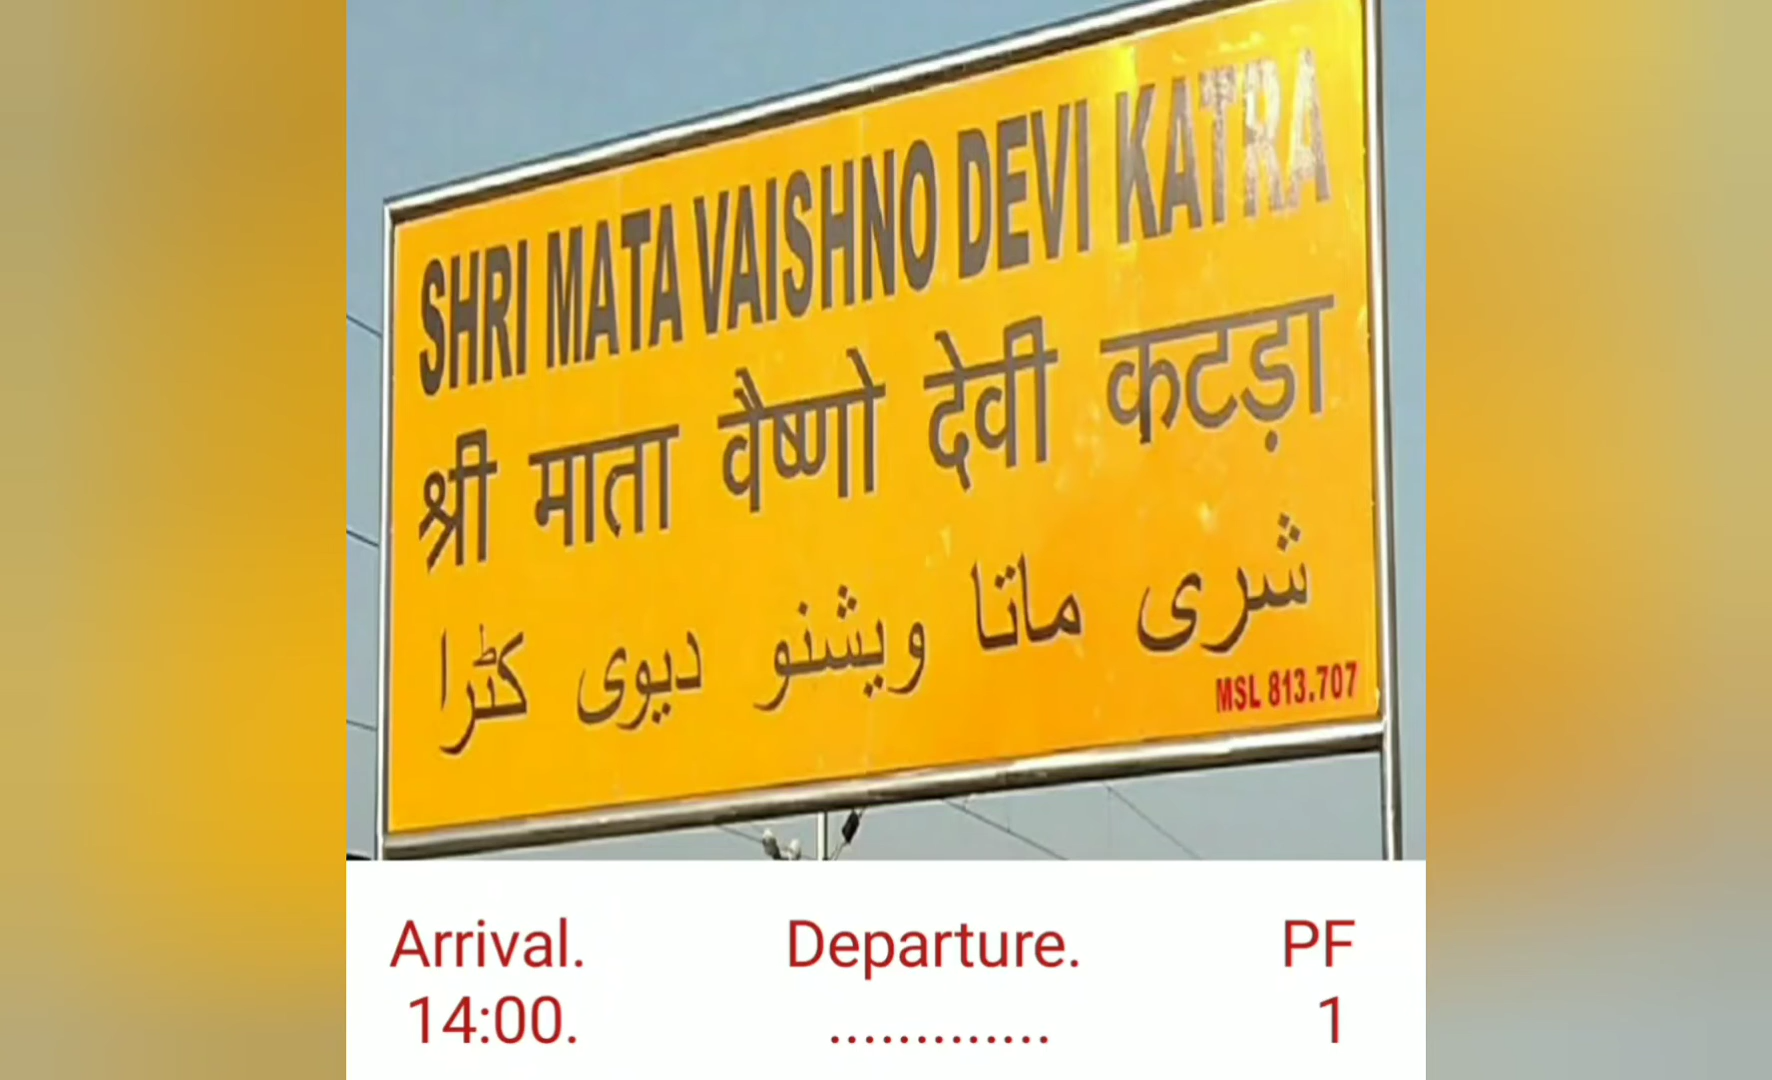 SHRI MATA VAISHNO DEVI KATRA
श्री माता वैष्णो देवी कटड़ा
شری ماتا ویشنو دیوی کٹرا
MSL 813.707
Arrival. Departure. PF
14:00. ............. 1